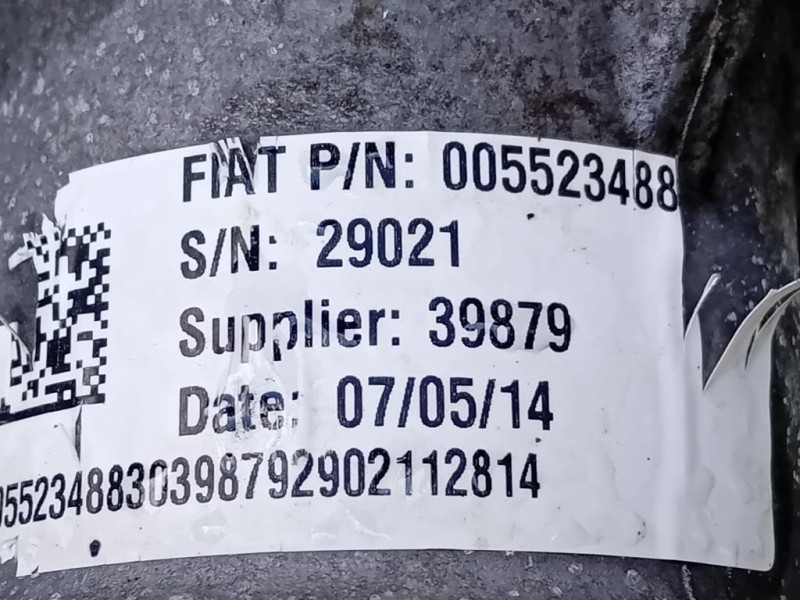 FIAT P/N: 005523488
S/N: 29021
Supplier: 39879
Date: 07/05/14
0552348830398792902112814